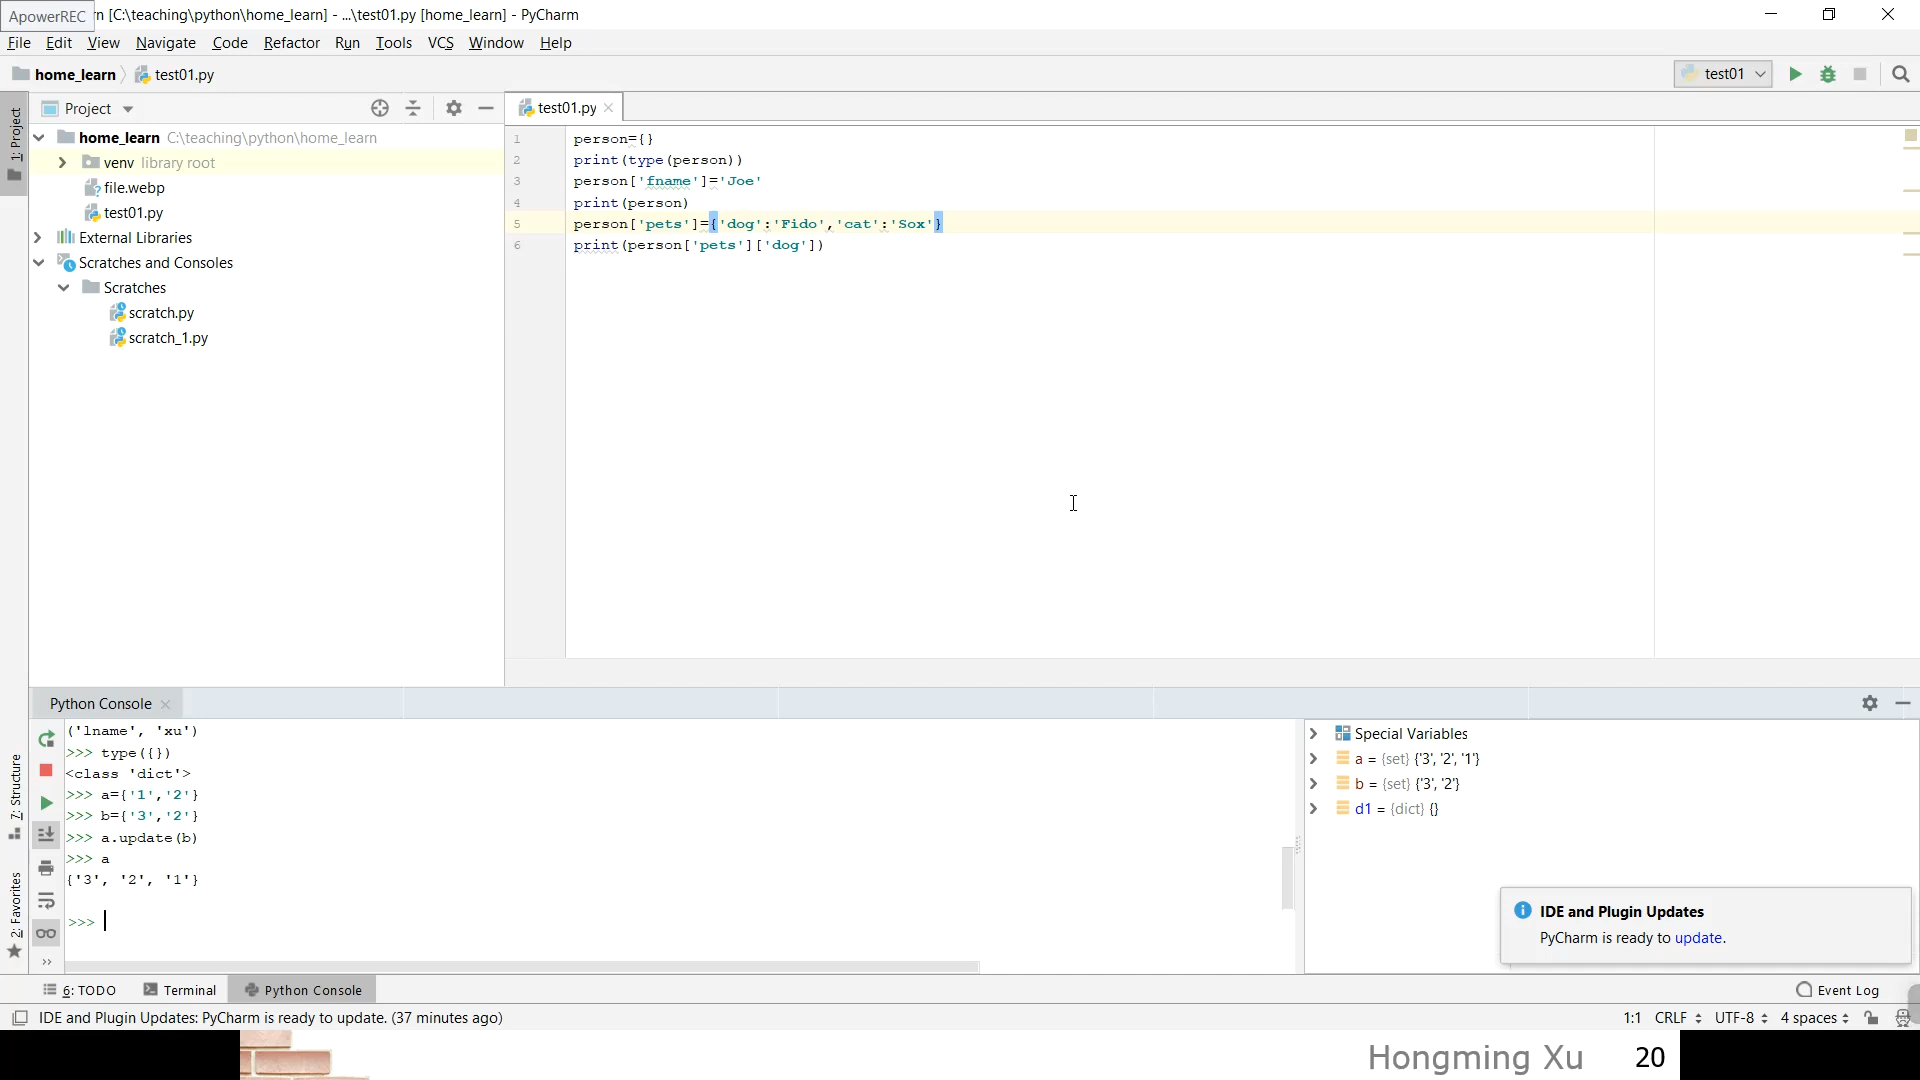 ApowerREC
rn [C:\teaching\python\home_learn] - ...\test01.py [home_learn] - PyCharm
File Edit View Navigate Code Refactor Run Tools VCS Window Help
home_learn test01.py
test01
1: Project
Project
home_learn C:\teaching\python\home_learn
venv library root
file.webp
test01.py
External Libraries
Scratches and Consoles
Scratches
scratch.py
scratch_1.py
test01.py
1 person={}
2 print(type(person))
3 person['fname']='Joe'
4 print(person)
5 person['pets']={'dog':'Fido','cat':'Sox'}
6 print(person['pets']['dog'])
Python Console
('lname', 'xu')
>>> type({})
<class 'dict'>
>>> a={'1','2'}
>>> b={'3','2'}
>>> a.update(b)
>>> a
{'3', '2', '1'}
>>>
Special Variables
a = {set} {'3', '2', '1'}
b = {set} {'3', '2'}
d1 = {dict} {}
IDE and Plugin Updates
PyCharm is ready to update.
7: Structure
2: Favorites
6: TODO Terminal Python Console Event Log
IDE and Plugin Updates: PyCharm is ready to update. (37 minutes ago) 1:1 CRLF UTF-8 4 spaces
Hongming Xu 20